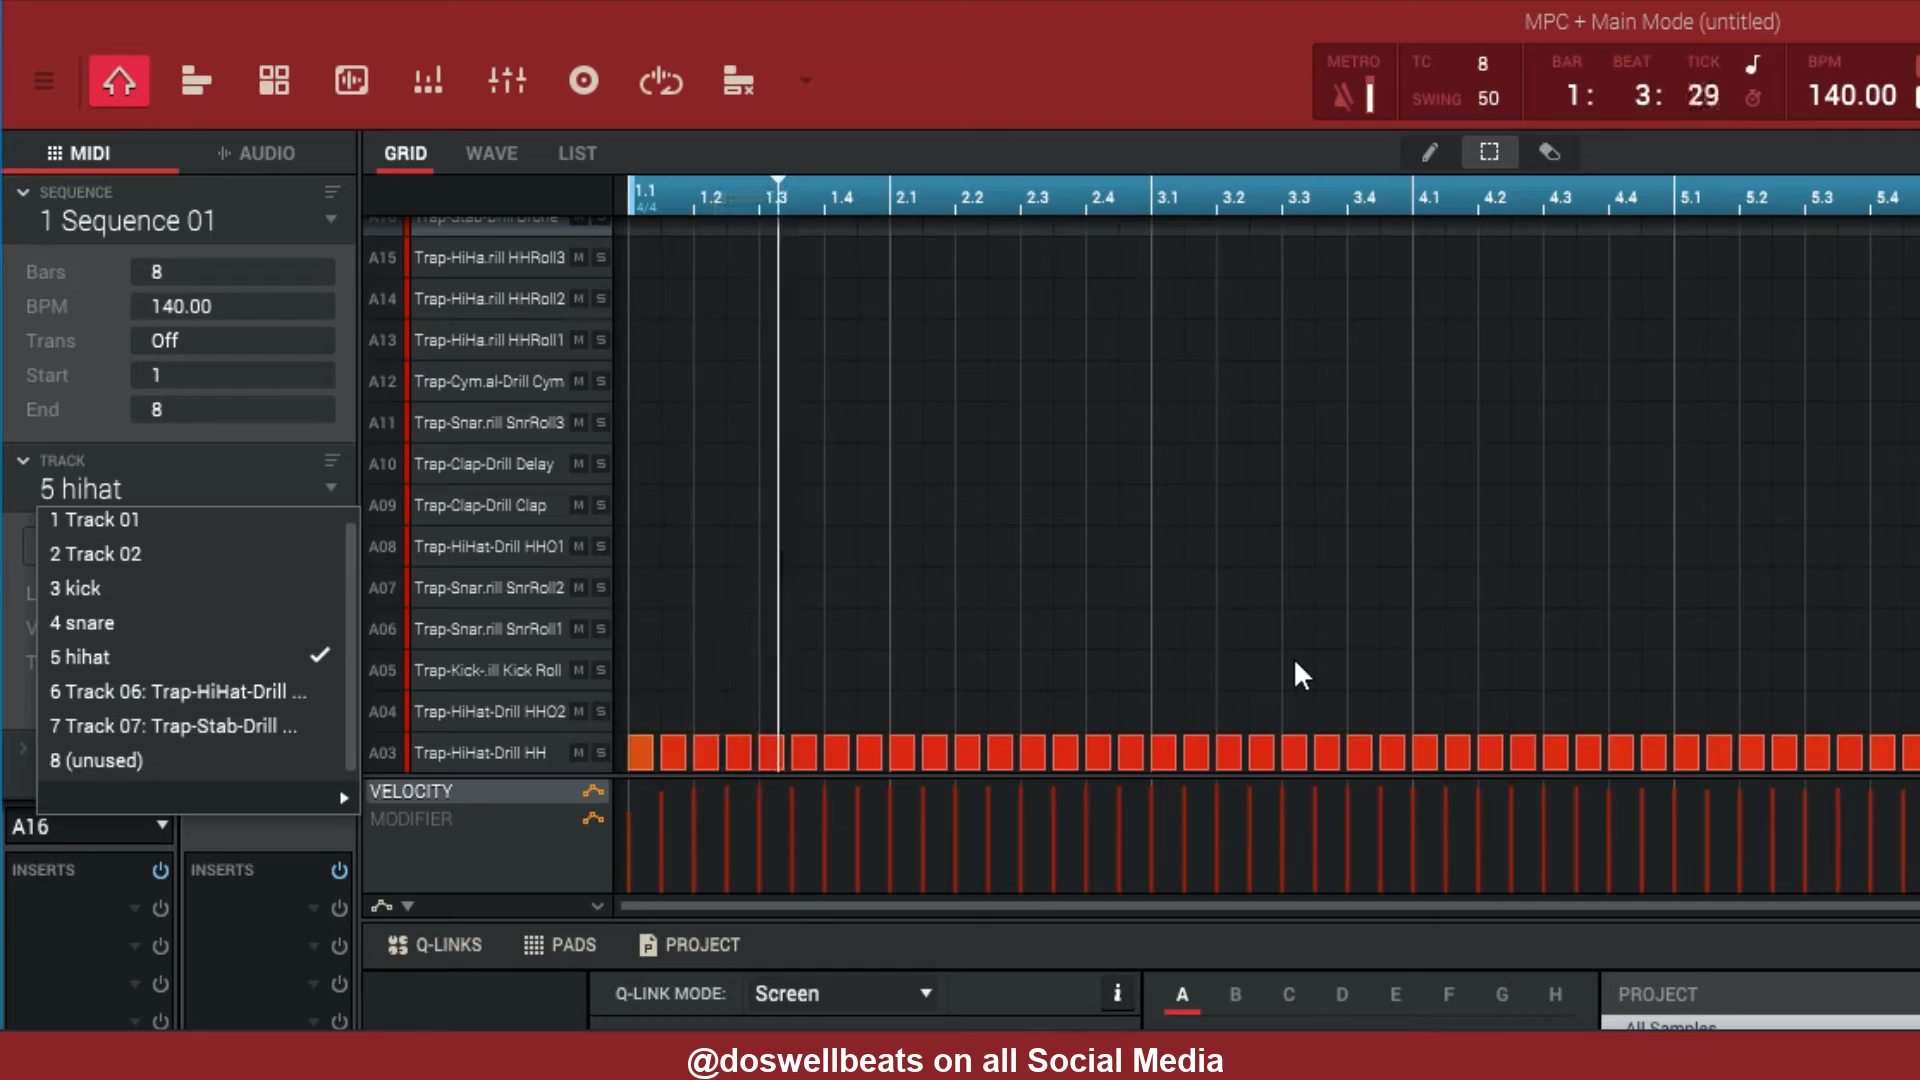 MPC + Main Mode (untitled)
METRO
TC 8
SWING 50
BAR BEAT TICK
1: 3: 29
BPM
140.00
MIDI
AUDIO
GRID
WAVE
LIST
SEQUENCE
1 Sequence 01
Bars 8
BPM 140.00
Trans Off
Start 1
End 8
TRACK
5 hihat
1 Track 01
2 Track 02
3 kick
4 snare
5 hihat
6 Track 06: Trap-HiHat-Drill ...
7 Track 07: Trap-Stab-Drill ...
8 (unused)
A16
INSERTS
INSERTS
1.1 1.2 1.3 1.4 2.1 2.2 2.3 2.4 3.1 3.2 3.3 3.4 4.1 4.2 4.3 4.4 5.1 5.2 5.3 5.4
4/4
A16 Trap-Stab-Drill Drone M S
A15 Trap-HiHa.rill HHRoll3 M S
A14 Trap-HiHa.rill HHRoll2 M S
A13 Trap-HiHa.rill HHRoll1 M S
A12 Trap-Cym.al-Drill Cym M S
A11 Trap-Snar.rill SnrRoll3 M S
A10 Trap-Clap-Drill Delay M S
A09 Trap-Clap-Drill Clap M S
A08 Trap-HiHat-Drill HHO1 M S
A07 Trap-Snar.rill SnrRoll2 M S
A06 Trap-Snar.rill SnrRoll1 M S
A05 Trap-Kick-.ill Kick Roll M S
A04 Trap-HiHat-Drill HHO2 M S
A03 Trap-HiHat-Drill HH M S
VELOCITY
MODIFIER
Q-LINKS
PADS
PROJECT
Q-LINK MODE: Screen
A B C D E F G H
PROJECT
All Samples
@doswellbeats on all Social Media